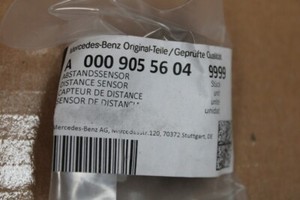 Mercedes-Benz Original-Teile / Geprüfte Qualität
A 000 905 56 04 9999
ABSTANDSSENSOR
DISTANCE SENSOR
CAPTEUR DE DISTANCE
SENSOR DE DISTANCIA
Mercedes-Benz AG, Mercedesstr.120, 70372 Stuttgart, DE